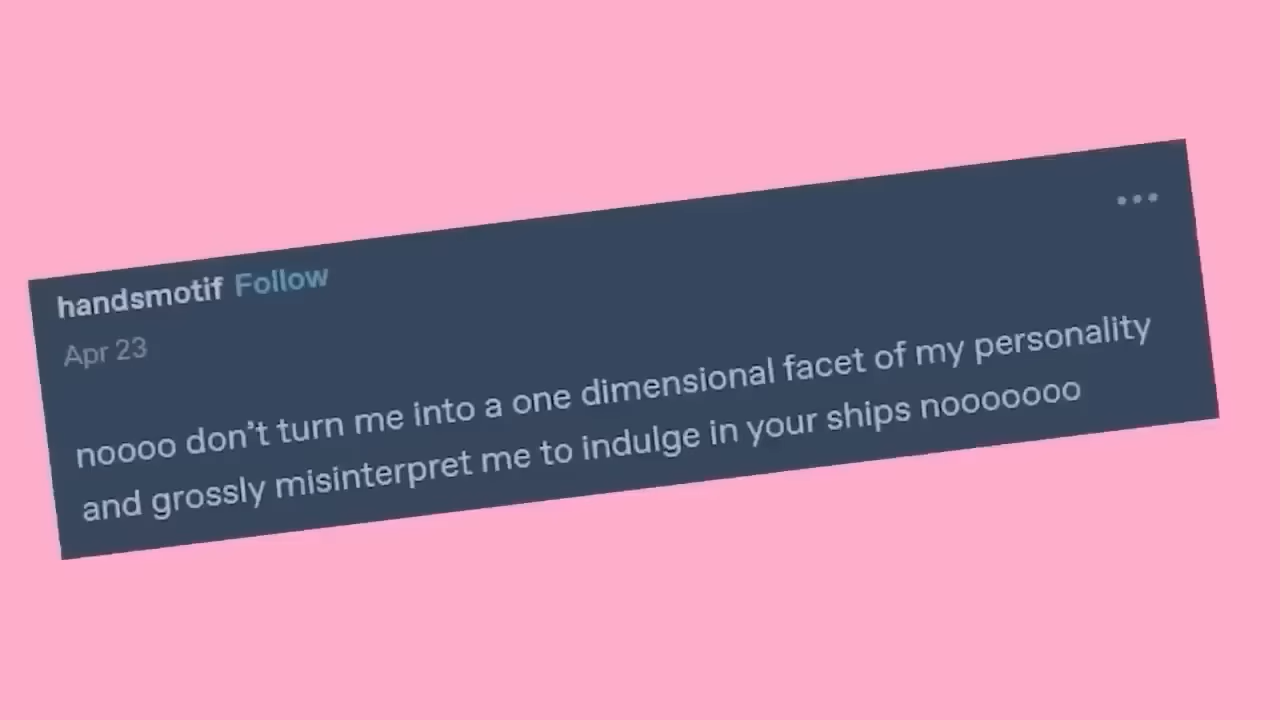 handsmotif Follow
Apr 23
noooo don't turn me into a one dimensional facet of my personality
and grossly misinterpret me to indulge in your ships nooooooo